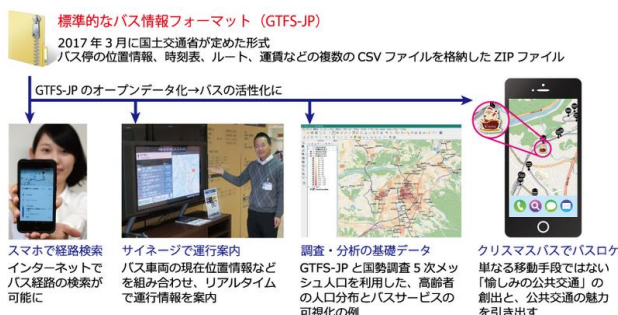 標準的なバス情報フォーマット（GTFS-JP）
2017年3月に国土交通省が定めた形式
バス停の位置情報、時刻表、ルート、運賃などの複数のCSVファイルを格納したZIPファイル
GTFS-JPのオープンデータ化→バスの活性化に
スマホで経路検索
インターネットで
バス経路の検索が
可能に
サイネージで運行案内
バス車両の現在位置情報など
を組み合わせ、リアルタイム
で運行情報を案内
調査・分析の基礎データ
GTFS-JPと国勢調査5次メッ
シュ人口を利用した、高齢者
の人口分布とバスサービスの
可視化の例
クリスマスバスでバスロケ
単なる移動手段ではない
「愉しみの公共交通」の
創出と、公共交通の魅力
を引き出す